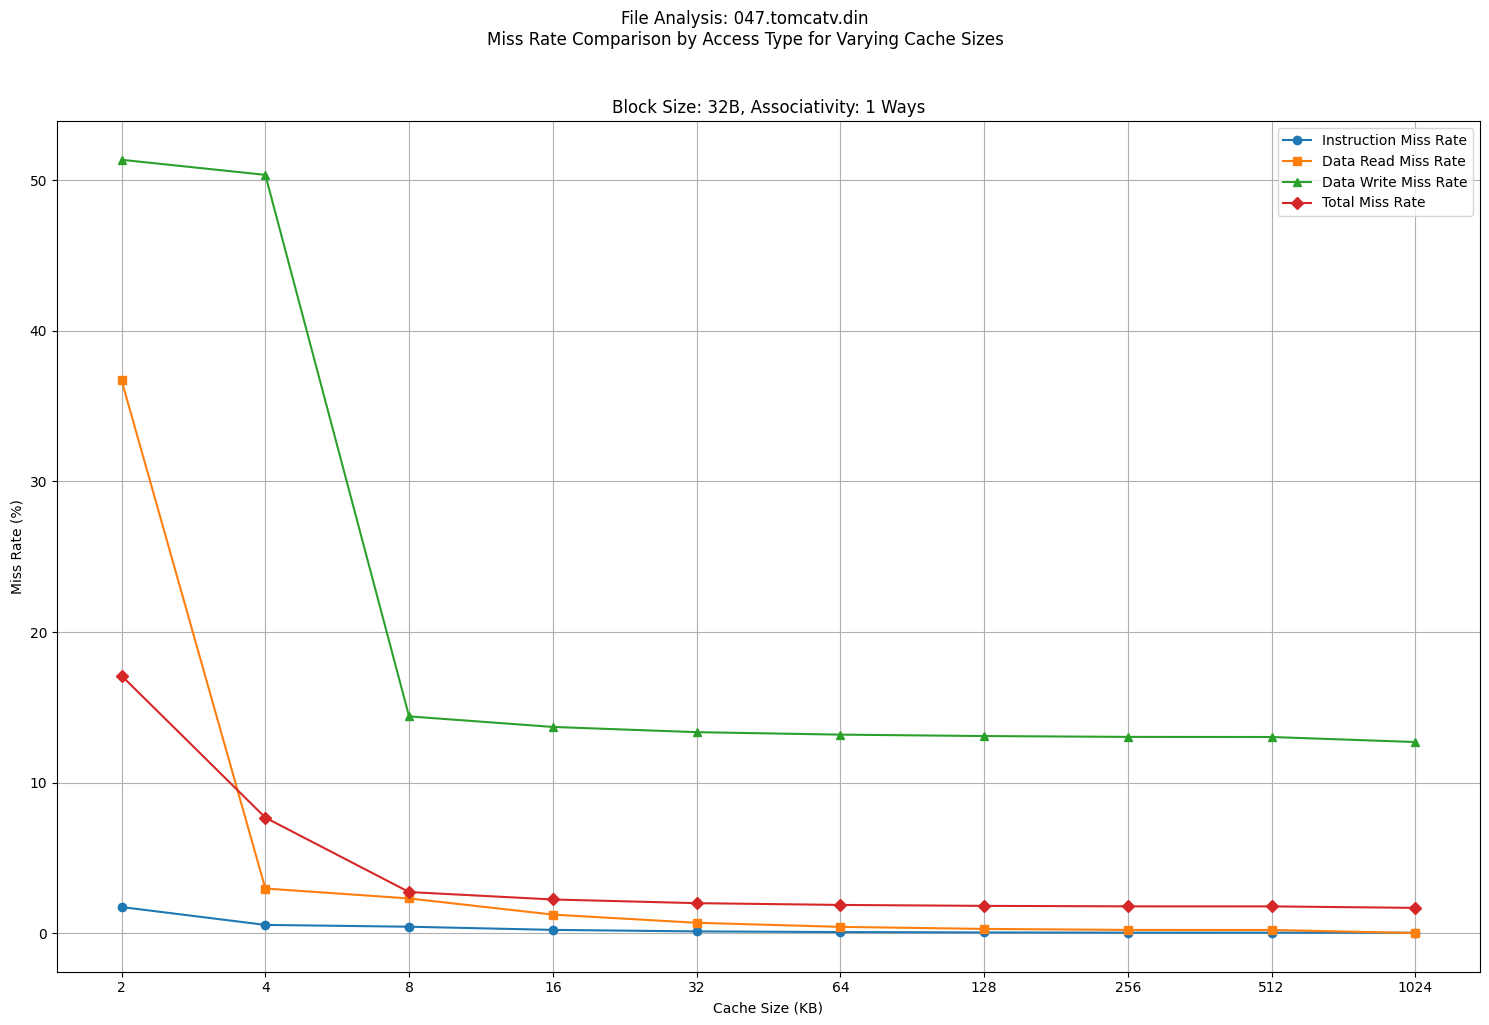 File Analysis: 047.tomcatv.din
Miss Rate Comparison by Access Type for Varying Cache Sizes
Block Size: 32B, Associativity: 1 Ways
Instruction Miss Rate
Data Read Miss Rate
Data Write Miss Rate
Total Miss Rate
Miss Rate (%)
50
40
30
20
10
0
2 4 8 16 32 64 128 256 512 1024
Cache Size (KB)